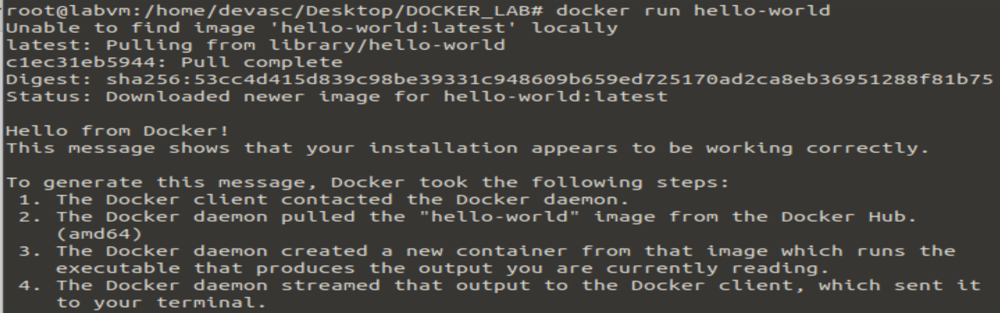 root@labvm:/home/devasc/Desktop/DOCKER_LAB# docker run hello-world
Unable to find image 'hello-world:latest' locally
latest: Pulling from library/hello-world
c1ec31eb5944: Pull complete
Digest: sha256:53cc4d415d839c98be39331c948609b659ed725170ad2ca8eb36951288f81b75
Status: Downloaded newer image for hello-world:latest

Hello from Docker!
This message shows that your installation appears to be working correctly.

To generate this message, Docker took the following steps:
 1. The Docker client contacted the Docker daemon.
 2. The Docker daemon pulled the "hello-world" image from the Docker Hub.
    (amd64)
 3. The Docker daemon created a new container from that image which runs the
    executable that produces the output you are currently reading.
 4. The Docker daemon streamed that output to the Docker client, which sent it
    to your terminal.